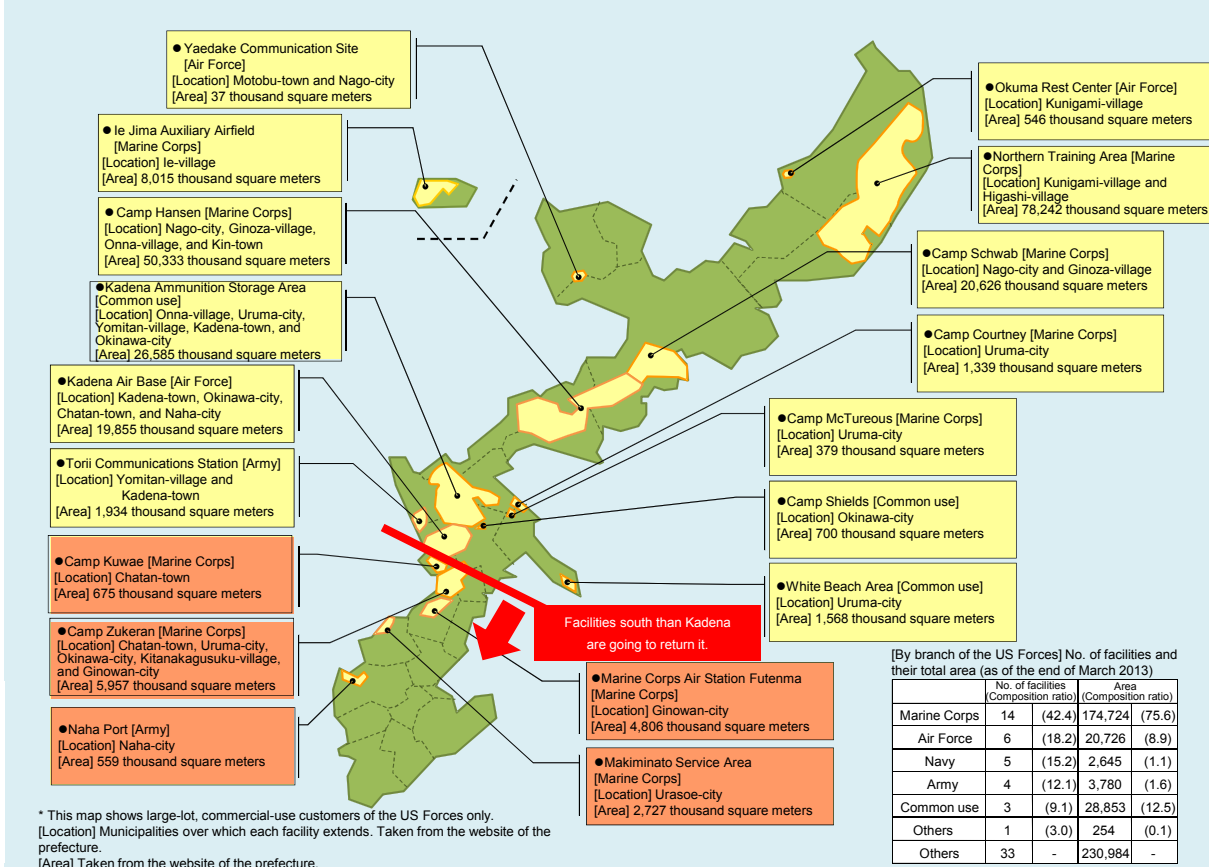 ●Yaedake Communication Site
[Air Force]
[Location] Motobu-town and Nago-city
[Area] 37 thousand square meters
● Ie Jima Auxiliary Airfield
[Marine Corps]
[Location] Ie-village
[Area] 8,015 thousand square meters
● Camp Hansen [Marine Corps]
[Location] Nago-city, Ginoza-village,
Onna-village, and Kin-town
[Area] 50,333 thousand square meters
●Kadena Ammunition Storage Area
[Common use]
[Location] Onna-village, Uruma-city,
Yomitan-village, Kadena-town, and
Okinawa-city
[Area] 26,585 thousand square meters
●Kadena Air Base [Air Force]
[Location] Kadena-town, Okinawa-city,
Chatan-town, and Naha-city
[Area] 19,855 thousand square meters
●Torii Communications Station [Army]
[Location] Yomitan-village and
Kadena-town
[Area] 1,934 thousand square meters
●Camp Kuwae [Marine Corps]
[Location] Chatan-town
[Area] 675 thousand square meters
●Camp Zukeran [Marine Corps]
[Location] Chatan-town, Uruma-city,
Okinawa-city, Kitanakagusuku-village,
and Ginowan-city
[Area] 5,957 thousand square meters
●Naha Port [Army]
[Location] Naha-city
[Area] 559 thousand square meters
●Okuma Rest Center [Air Force]
[Location] Kunigami-village
[Area] 546 thousand square meters
●Northern Training Area [Marine
Corps]
[Location] Kunigami-village and
Higashi-village
[Area] 78,242 thousand square meters
●Camp Schwab [Marine Corps]
[Location] Nago-city and Ginoza-village
[Area] 20,626 thousand square meters
●Camp Courtney [Marine Corps]
[Location] Uruma-city
[Area] 1,339 thousand square meters
●Camp McTureous [Marine Corps]
[Location] Uruma-city
[Area] 379 thousand square meters
●Camp Shields [Common use]
[Location] Okinawa-city
[Area] 700 thousand square meters
●White Beach Area [Common use]
[Location] Uruma-city
[Area] 1,568 thousand square meters
Facilities south than Kadena
are going to return it.
●Marine Corps Air Station Futenma
[Marine Corps]
[Location] Ginowan-city
[Area] 4,806 thousand square meters
●Makiminato Service Area
[Marine Corps]
[Location] Urasoe-city
[Area] 2,727 thousand square meters
[By branch of the US Forces] No. of facilities and
their total area (as of the end of March 2013)
No. of facilities (Composition ratio) Area (Composition ratio)
Marine Corps 14 (42.4) 174,724 (75.6)
Air Force 6 (18.2) 20,726 (8.9)
Navy 5 (15.2) 2,645 (1.1)
Army 4 (12.1) 3,780 (1.6)
Common use 3 (9.1) 28,853 (12.5)
Others 1 (3.0) 254 (0.1)
Others 33 - 230,984 -
* This map shows large-lot, commercial-use customers of the US Forces only.
[Location] Municipalities over which each facility extends. Taken from the website of the
prefecture.
[Area] Taken from the website of the prefecture.